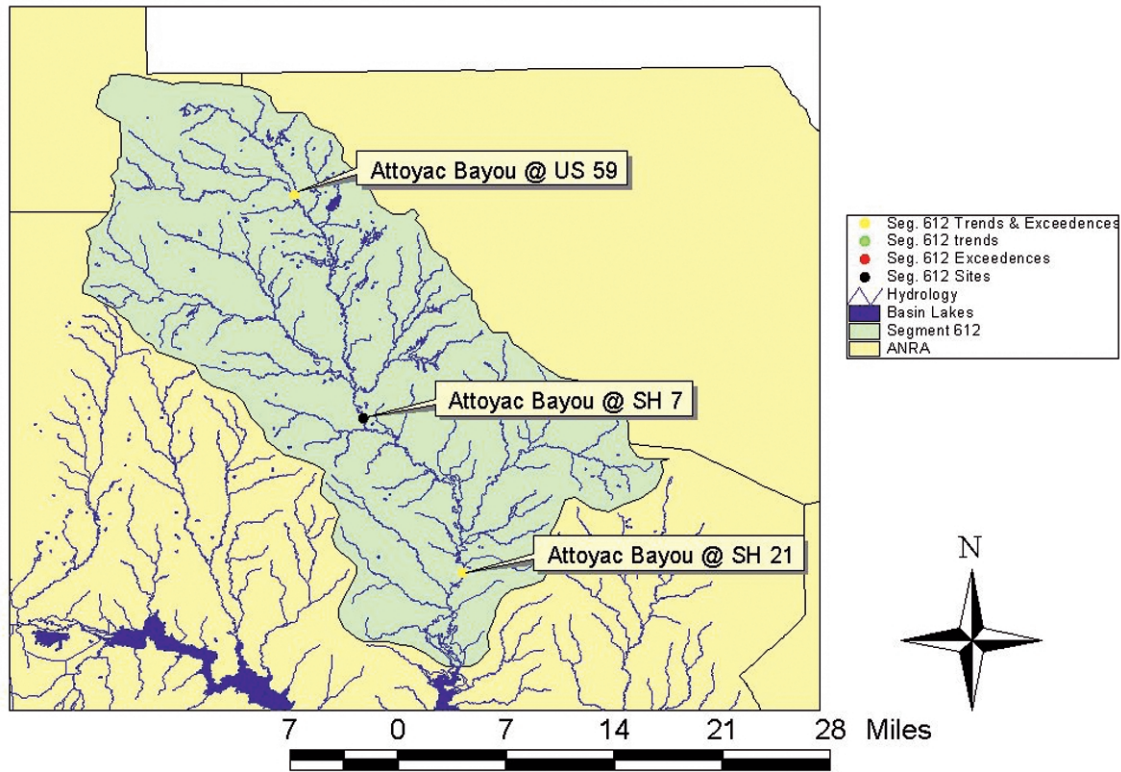 Attoyac Bayou @ US 59
Attoyac Bayou @ SH 7
Attoyac Bayou @ SH 21
Seg. 612 Trends & Exceedences
Seg. 612 trends
Seg. 612 Exceedences
Seg. 612 Sites
Hydrology
Basin Lakes
Segment 612
ANRA
N
7 0 7 14 21 28 Miles